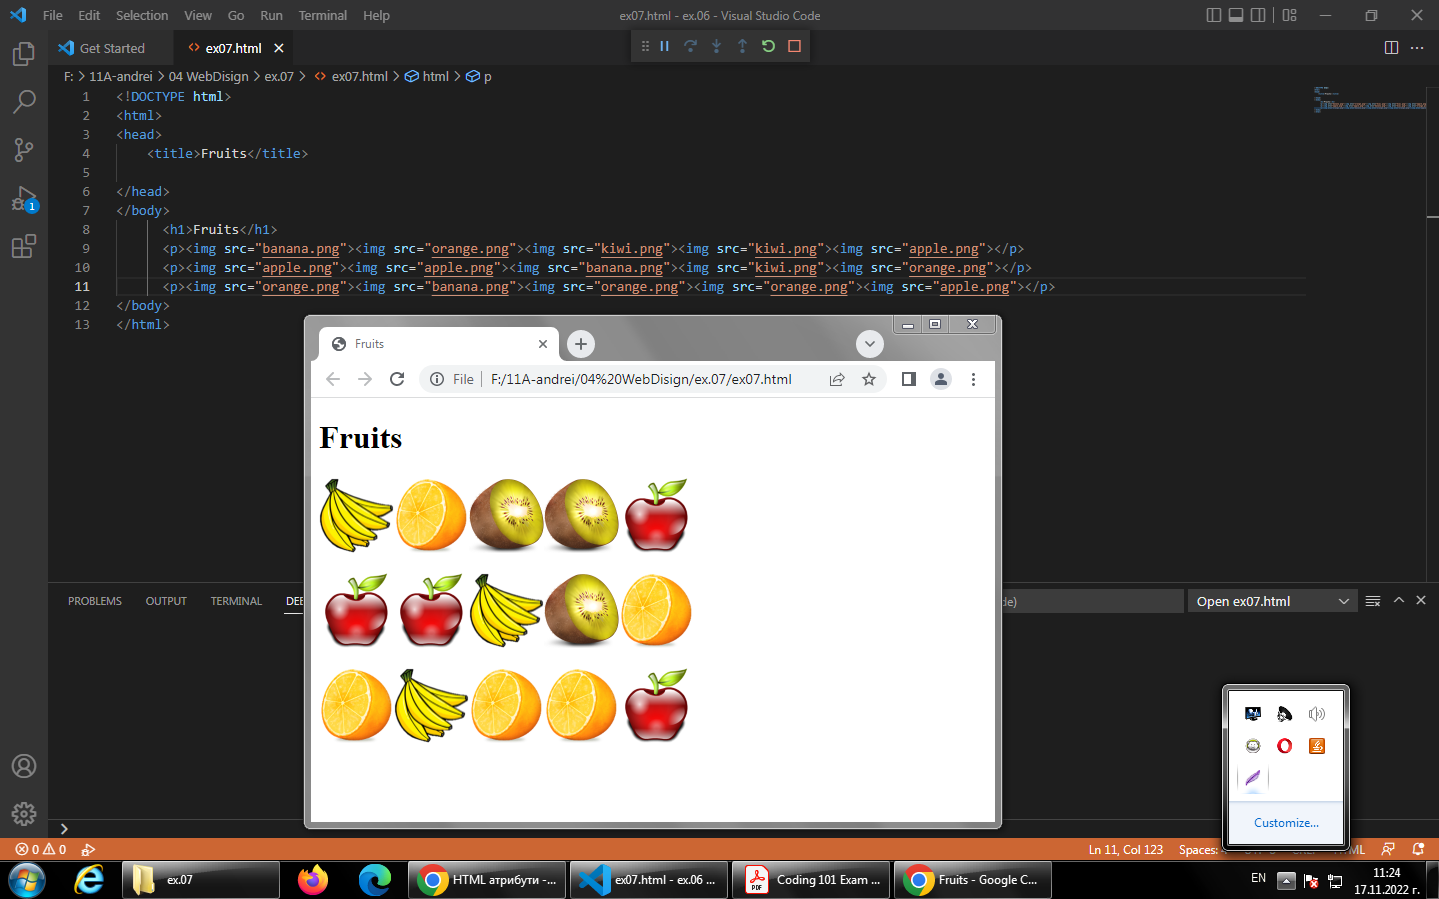 File Edit Selection View Go Run Terminal Help
ex07.html - ex.06 - Visual Studio Code
Get Started
ex07.html
F: > 11A-andrei > 04 WebDisign > ex.07 > ex07.html > html > p
1 <!DOCTYPE html>
2 <html>
3 <head>
4 <title>Fruits</title>
5
6 </head>
7 </body>
8 <h1>Fruits</h1>
9 <p><img src="banana.png"><img src="orange.png"><img src="kiwi.png"><img src="kiwi.png"><img src="apple.png"></p>
10 <p><img src="apple.png"><img src="apple.png"><img src="banana.png"><img src="kiwi.png"><img src="orange.png"></p>
11 <p><img src="orange.png"><img src="banana.png"><img src="orange.png"><img src="orange.png"><img src="apple.png"></p>
12 </body>
13 </html>
1
Fruits
File F:/11A-andrei/04%20WebDisign/ex.07/ex07.html
Fruits
PROBLEMS OUTPUT TERMINAL DEB
de)
Open ex07.html
Customize...
0 0
Ln 11, Col 123 Spaces:
ex.07
HTML атрибути -...
ex07.html - ex.06 ...
PDF
Coding 101 Exam ...
Fruits - Google C...
EN
11:24
17.11.2022 г.